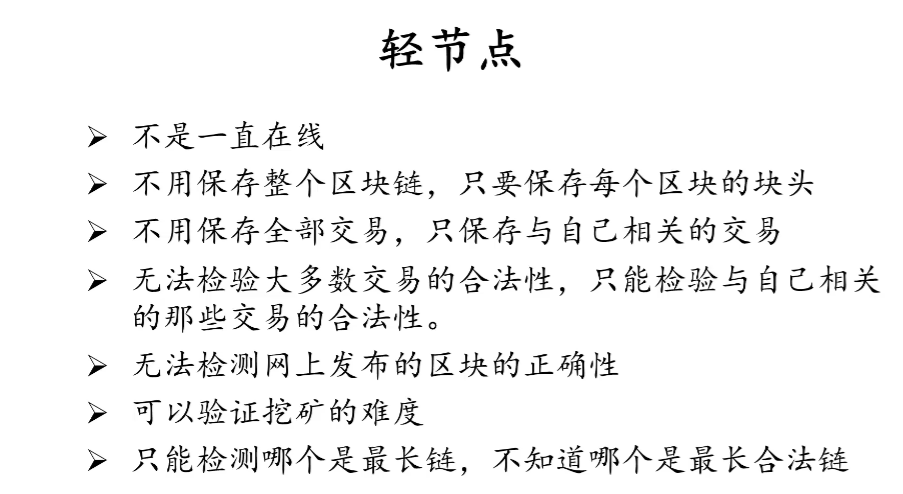 轻节点
➢ 不是一直在线
➢ 不用保存整个区块链，只要保存每个区块的块头
➢ 不用保存全部交易，只保存与自己相关的交易
➢ 无法检验大多数交易的合法性，只能检验与自己相关
的那些交易的合法性。
➢ 无法检测网上发布的区块的正确性
➢ 可以验证挖矿的难度
➢ 只能检测哪个是最长链，不知道哪个是最长合法链